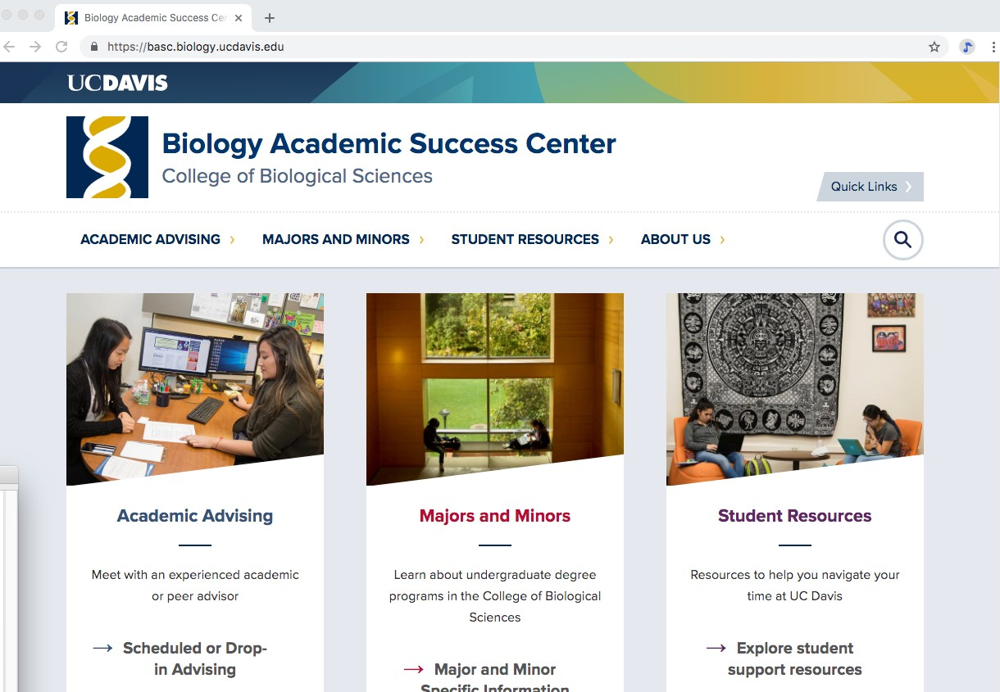 Biology Academic Success Cen
https://basc.biology.ucdavis.edu
UCDAVIS
Biology Academic Success Center
College of Biological Sciences
Quick Links
ACADEMIC ADVISING
MAJORS AND MINORS
STUDENT RESOURCES
ABOUT US
Academic Advising
Meet with an experienced academic
or peer advisor
Scheduled or Drop-
in Advising
Majors and Minors
Learn about undergraduate degree
programs in the College of Biological
Sciences
Major and Minor
Specific Information
Student Resources
Resources to help you navigate your
time at UC Davis
Explore student
support resources